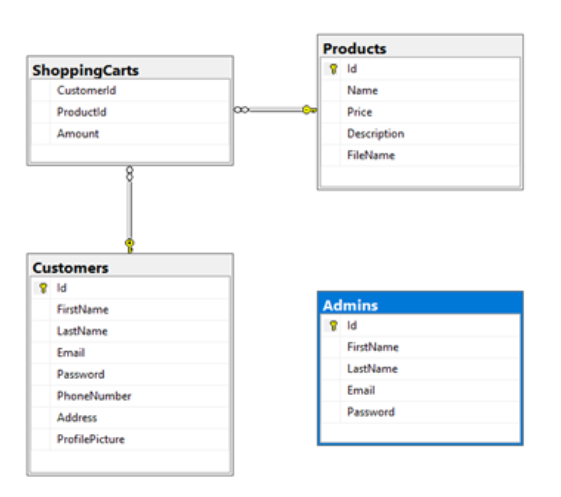 ShoppingCarts
CustomerId
ProductId
Amount
Products
Id
Name
Price
Description
FileName
Customers
Id
FirstName
LastName
Email
Password
PhoneNumber
Address
ProfilePicture
Admins
Id
FirstName
LastName
Email
Password